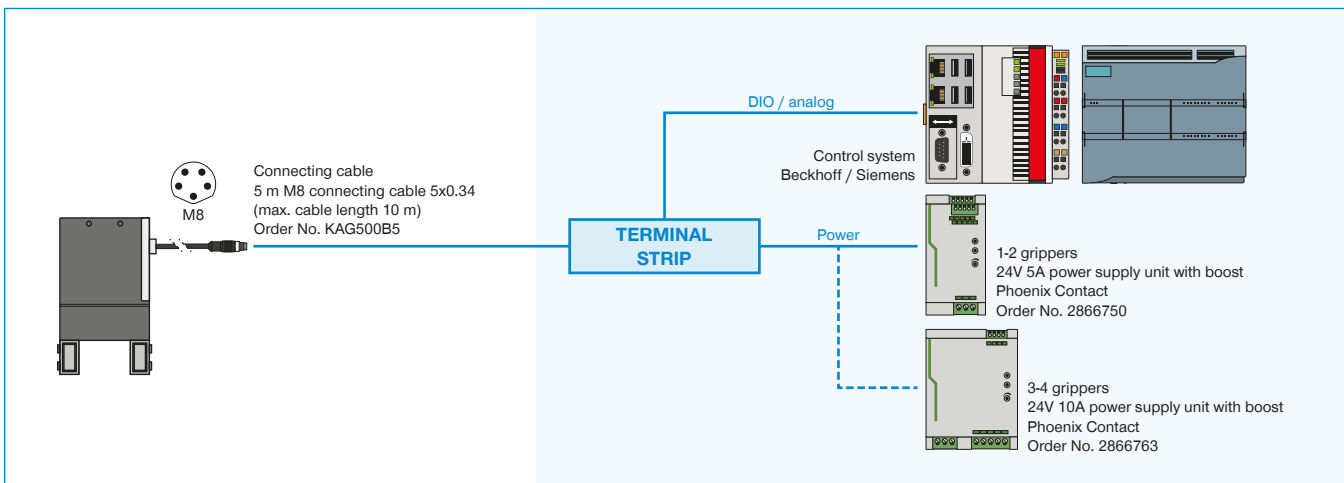 M8
Connecting cable
5 m M8 connecting cable 5x0.34
(max. cable length 10 m)
Order No. KAG500B5
TERMINAL
STRIP
DIO / analog
Control system
Beckhoff / Siemens
Power
1-2 grippers
24V 5A power supply unit with boost
Phoenix Contact
Order No. 2866750
3-4 grippers
24V 10A power supply unit with boost
Phoenix Contact
Order No. 2866763